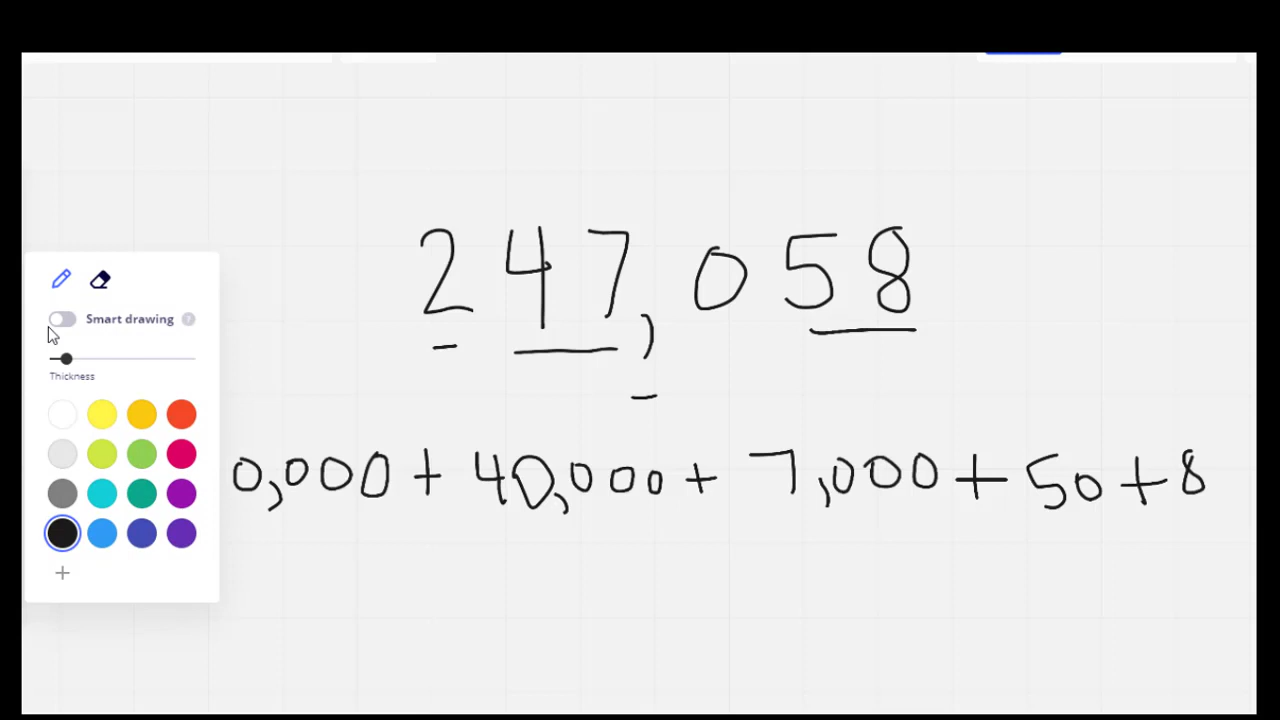 247,058
Smart drawing ?
Thickness
0,000 + 40,000 + 7,000 + 50 + 8